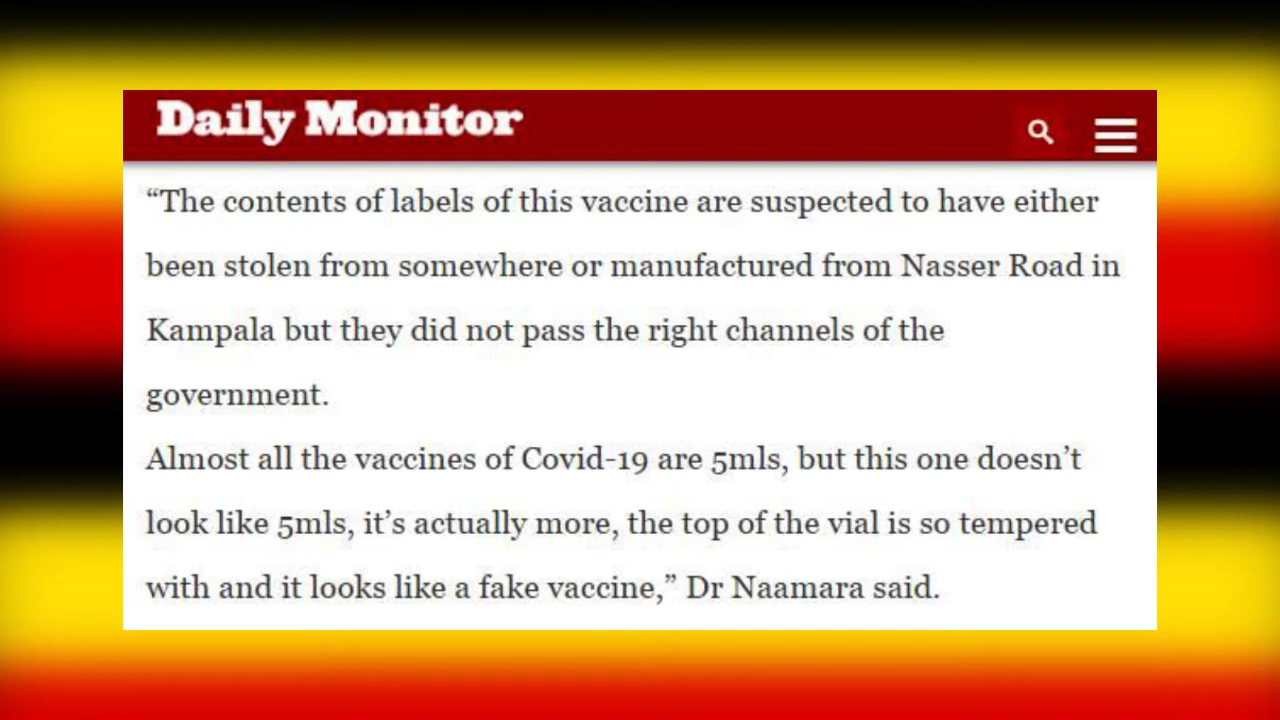 Daily Monitor
“The contents of labels of this vaccine are suspected to have either
been stolen from somewhere or manufactured from Nasser Road in
Kampala but they did not pass the right channels of the
government.
Almost all the vaccines of Covid-19 are 5mls, but this one doesn’t
look like 5mls, it’s actually more, the top of the vial is so tempered
with and it looks like a fake vaccine,” Dr Naamara said.